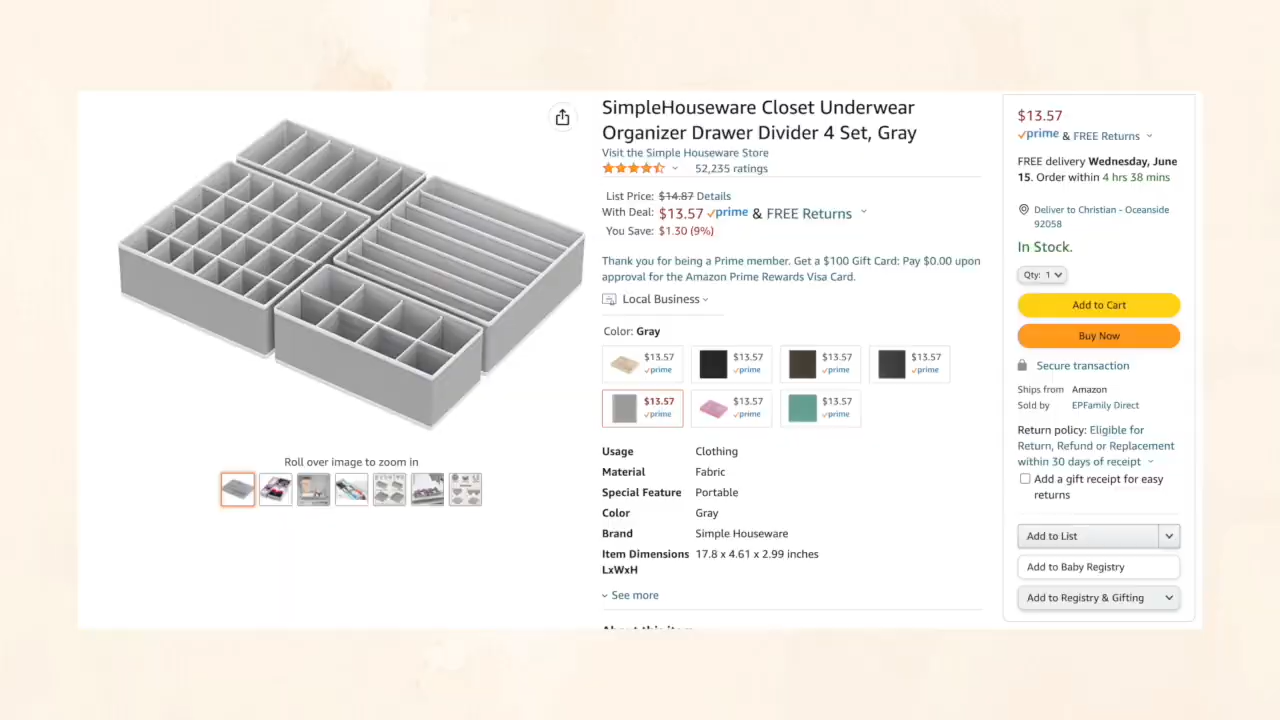 SimpleHouseware Closet Underwear
Organizer Drawer Divider 4 Set, Gray
Visit the Simple Houseware Store
52,235 ratings
List Price: $14.87 Details
With Deal: $13.57 prime & FREE Returns
You Save: $1.30 (9%)
Thank you for being a Prime member. Get a $100 Gift Card: Pay $0.00 upon
approval for the Amazon Prime Rewards Visa Card.
Local Business
Color: Gray
$13.57 $13.57 $13.57 $13.57
prime prime prime prime
$13.57 $13.57 $13.57
prime prime prime
Usage Clothing
Material Fabric
Special Feature Portable
Color Gray
Brand Simple Houseware
Item Dimensions 17.8 x 4.61 x 2.99 inches
LxWxH
See more
About this item
Roll over image to zoom in
$13.57
prime & FREE Returns
FREE delivery Wednesday, June
15. Order within 4 hrs 38 mins
Deliver to Christian - Oceanside
92058
In Stock.
Qty: 1
Add to Cart
Buy Now
Secure transaction
Ships from Amazon
Sold by EPFamily Direct
Return policy: Eligible for
Return, Refund or Replacement
within 30 days of receipt
Add a gift receipt for easy
returns
Add to List
Add to Baby Registry
Add to Registry & Gifting